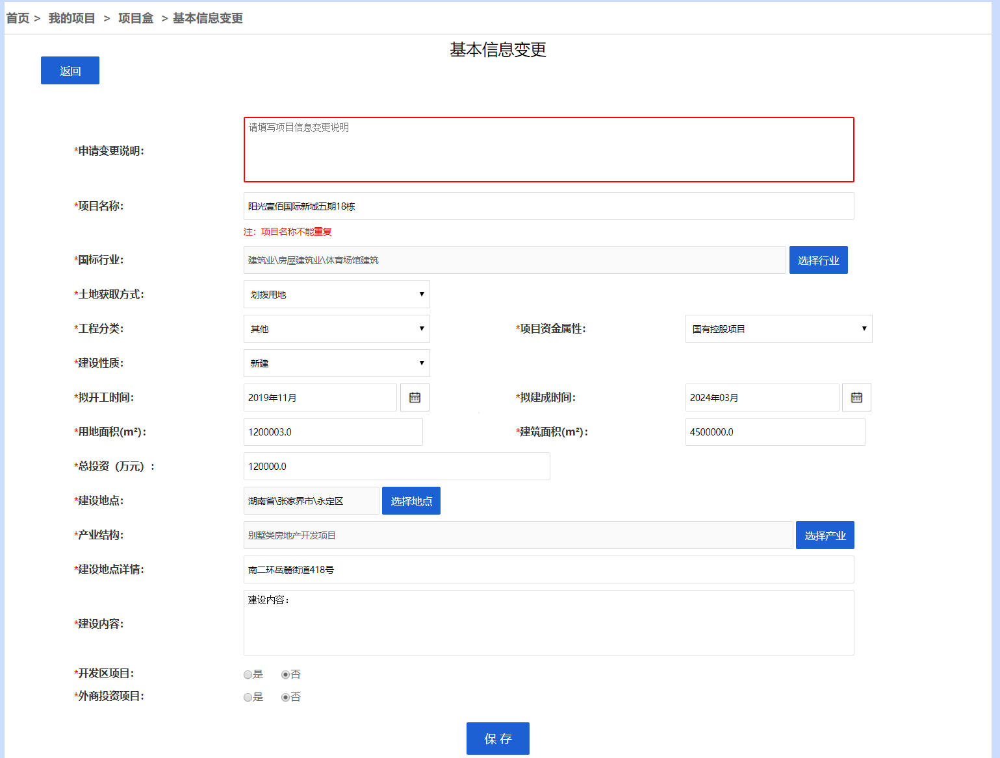 首页 > 我的项目 > 项目盒 > 基本信息变更
基本信息变更
返回
*申请变更说明：
请填写项目信息变更说明
*项目名称：
阳光壹佰国际新城五期18栋
注：项目名称不能重复
*国标行业：
建筑业\房屋建筑业\体育场馆建筑
选择行业
*土地获取方式：
划拨用地
*工程分类：
其他
*项目资金属性：
国有控股项目
*建设性质：
新建
*拟开工时间：
2019年11月
*拟建成时间：
2024年03月
*用地面积(m²)：
1200003.0
*建筑面积(m²)：
4500000.0
*总投资（万元）：
120000.0
*建设地点：
湖南省\张家界市\永定区
选择地点
*产业结构：
别墅类房地产开发项目
选择产业
*建设地点详情：
南二环岳麓街道418号
*建设内容：
建设内容：
*开发区项目：
是 否
*外商投资项目：
是 否
保 存